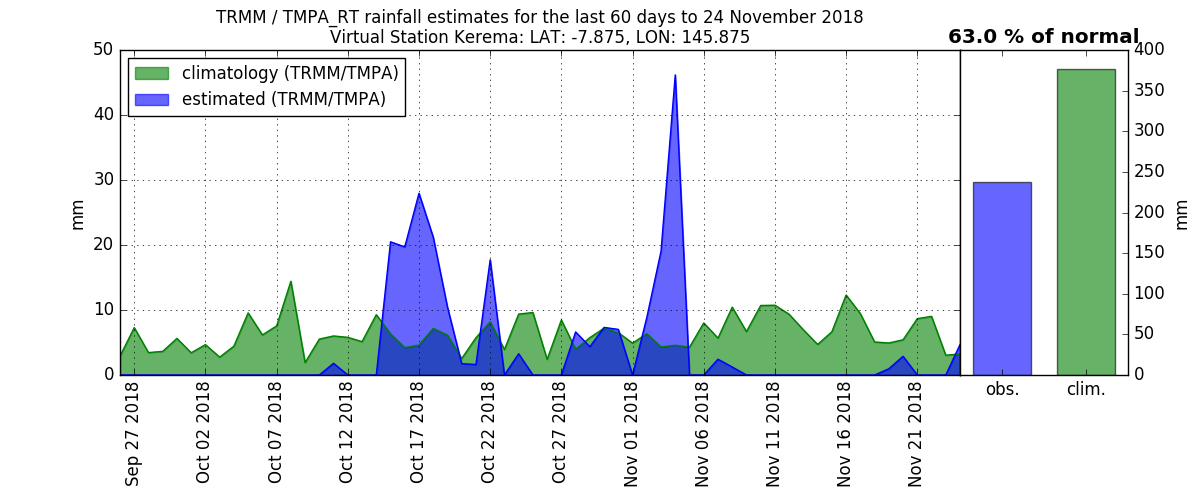 TRMM / TMPA_RT rainfall estimates for the last 60 days to 24 November 2018
Virtual Station Kerema: LAT: -7.875, LON: 145.875
63.0 % of normal
climatology (TRMM/TMPA)
estimated (TRMM/TMPA)
50
40
30
20
10
0
mm
Sep 27 2018
Oct 02 2018
Oct 07 2018
Oct 12 2018
Oct 17 2018
Oct 22 2018
Oct 27 2018
Nov 01 2018
Nov 06 2018
Nov 11 2018
Nov 16 2018
Nov 21 2018
400
350
300
250
200
150
100
50
0
mm
obs.
clim.